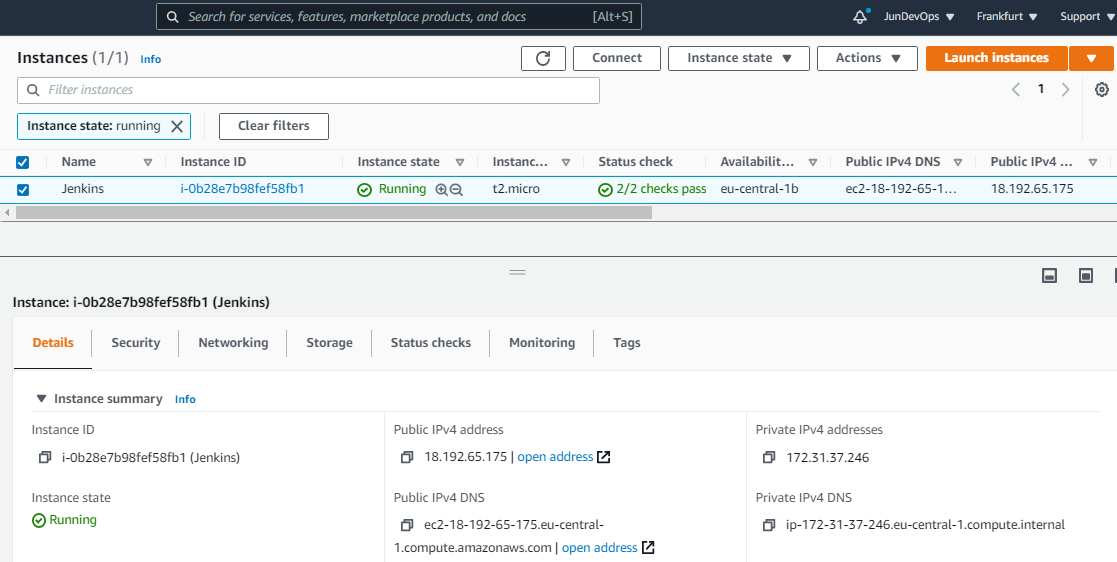 Search for services, features, marketplace products, and docs [Alt+S] JunDevOps Frankfurt Support
Instances (1/1) Info Connect Instance state Actions Launch instances
Filter instances 1
Instance state: running Clear filters
Name Instance ID Instance state Instanc... Status check Availabilit... Public IPv4 DNS Public IPv4 ...
Jenkins i-0b28e7b98fef58fb1 Running t2.micro 2/2 checks pass eu-central-1b ec2-18-192-65-1... 18.192.65.175
Instance: i-0b28e7b98fef58fb1 (Jenkins)
Details Security Networking Storage Status checks Monitoring Tags
Instance summary Info
Instance ID Public IPv4 address Private IPv4 addresses
i-0b28e7b98fef58fb1 (Jenkins) 18.192.65.175 | open address 172.31.37.246
Instance state Public IPv4 DNS Private IPv4 DNS
Running ec2-18-192-65-175.eu-central- ip-172-31-37-246.eu-central-1.compute.internal
1.compute.amazonaws.com | open address